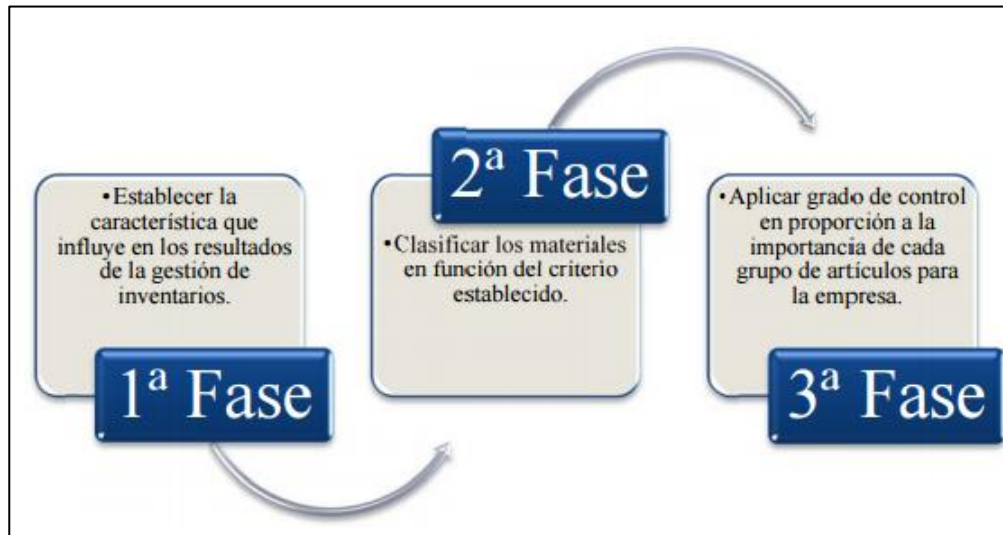 •Establecer la
característica que
influye en los resultados
de la gestión de
inventarios.
1ª Fase
2ª Fase
•Clasificar los materiales
en función del criterio
establecido.
•Aplicar grado de control
en proporción a la
importancia de cada
grupo de artículos para
la empresa.
3ª Fase